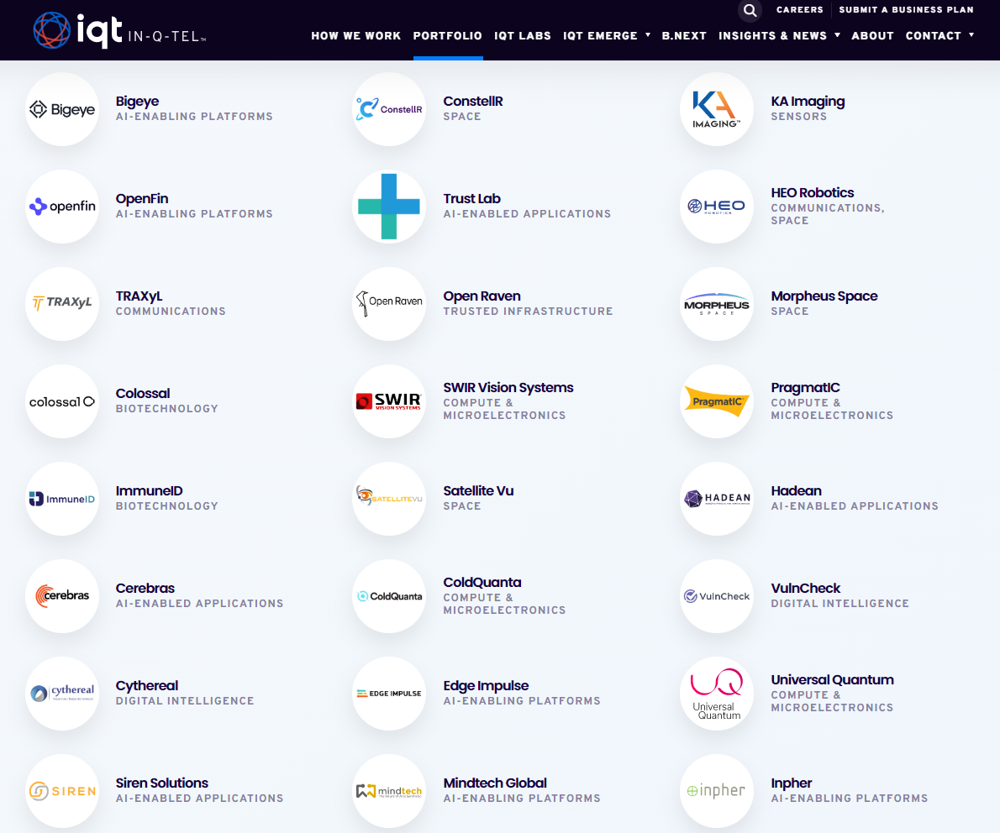 CAREERS SUBMIT A BUSINESS PLAN
iqt IN-Q-TEL™
HOW WE WORK PORTFOLIO IQT LABS IQT EMERGE B.NEXT INSIGHTS & NEWS ABOUT CONTACT
Bigeye
Bigeye
AI-ENABLING PLATFORMS
ConstellR
ConstellR
SPACE
KA
IMAGING™
KA Imaging
SENSORS
openfin
OpenFin
AI-ENABLING PLATFORMS
Trust Lab
AI-ENABLED APPLICATIONS
HEO
ROBOTICS
HEO Robotics
COMMUNICATIONS,
SPACE
TRAXyL
TRAXyL
COMMUNICATIONS
Open Raven
Open Raven
TRUSTED INFRASTRUCTURE
MORPHEUS
SPACE
Morpheus Space
SPACE
colossal
Colossal
BIOTECHNOLOGY
SWIR
VISION SYSTEMS
SWIR Vision Systems
COMPUTE &
MICROELECTRONICS
PragmatIC
PragmatIC
COMPUTE &
MICROELECTRONICS
ImmuneID
ImmuneID
BIOTECHNOLOGY
SATELLITEVU
Satellite Vu
SPACE
HADEAN
Hadean
AI-ENABLED APPLICATIONS
cerebras
Cerebras
AI-ENABLED APPLICATIONS
ColdQuanta
ColdQuanta
COMPUTE &
MICROELECTRONICS
VulnCheck
VulnCheck
DIGITAL INTELLIGENCE
cythereal
Cythereal
DIGITAL INTELLIGENCE
EDGE IMPULSE
Edge Impulse
AI-ENABLING PLATFORMS
UQ
Universal
Quantum
Universal Quantum
COMPUTE &
MICROELECTRONICS
SIREN
Siren Solutions
AI-ENABLED APPLICATIONS
mindtech
Mindtech Global
AI-ENABLING PLATFORMS
inpher
Inpher
AI-ENABLING PLATFORMS